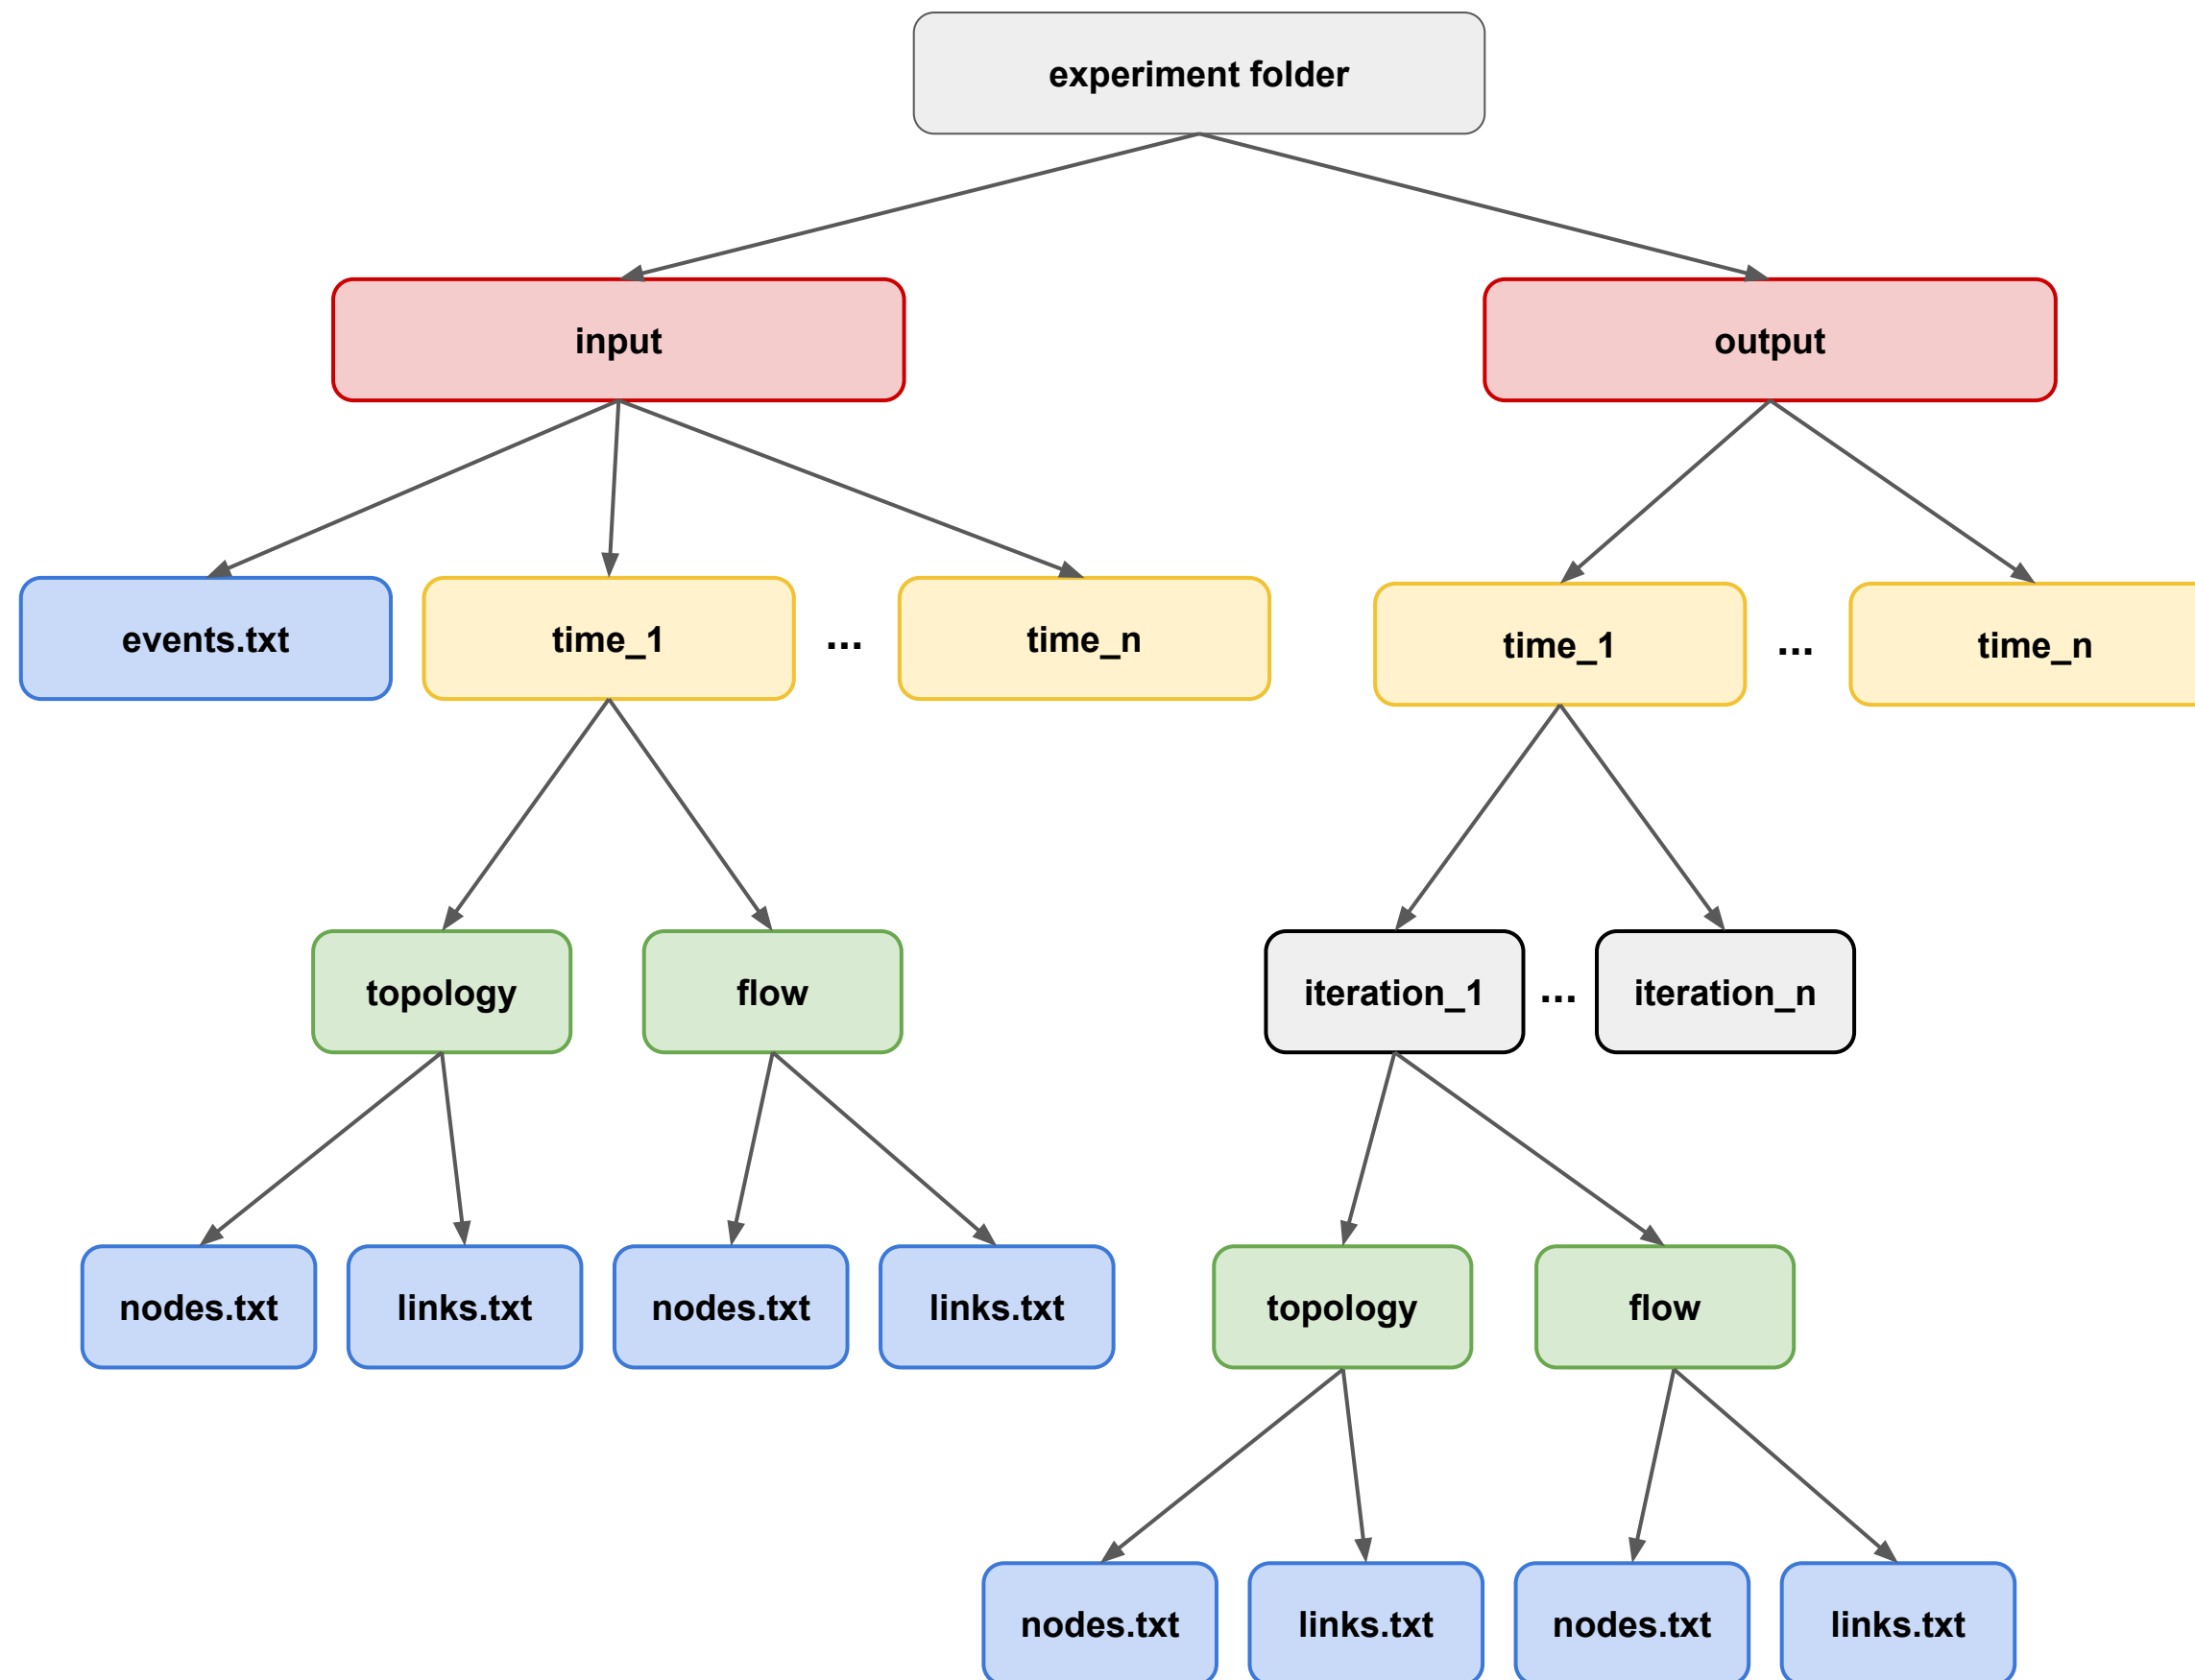 experiment folder
input
output
events.txt
time_1
...
time_n
time_1
...
time_n
topology
flow
iteration_1
...
iteration_n
nodes.txt
links.txt
nodes.txt
links.txt
topology
flow
nodes.txt
links.txt
nodes.txt
links.txt